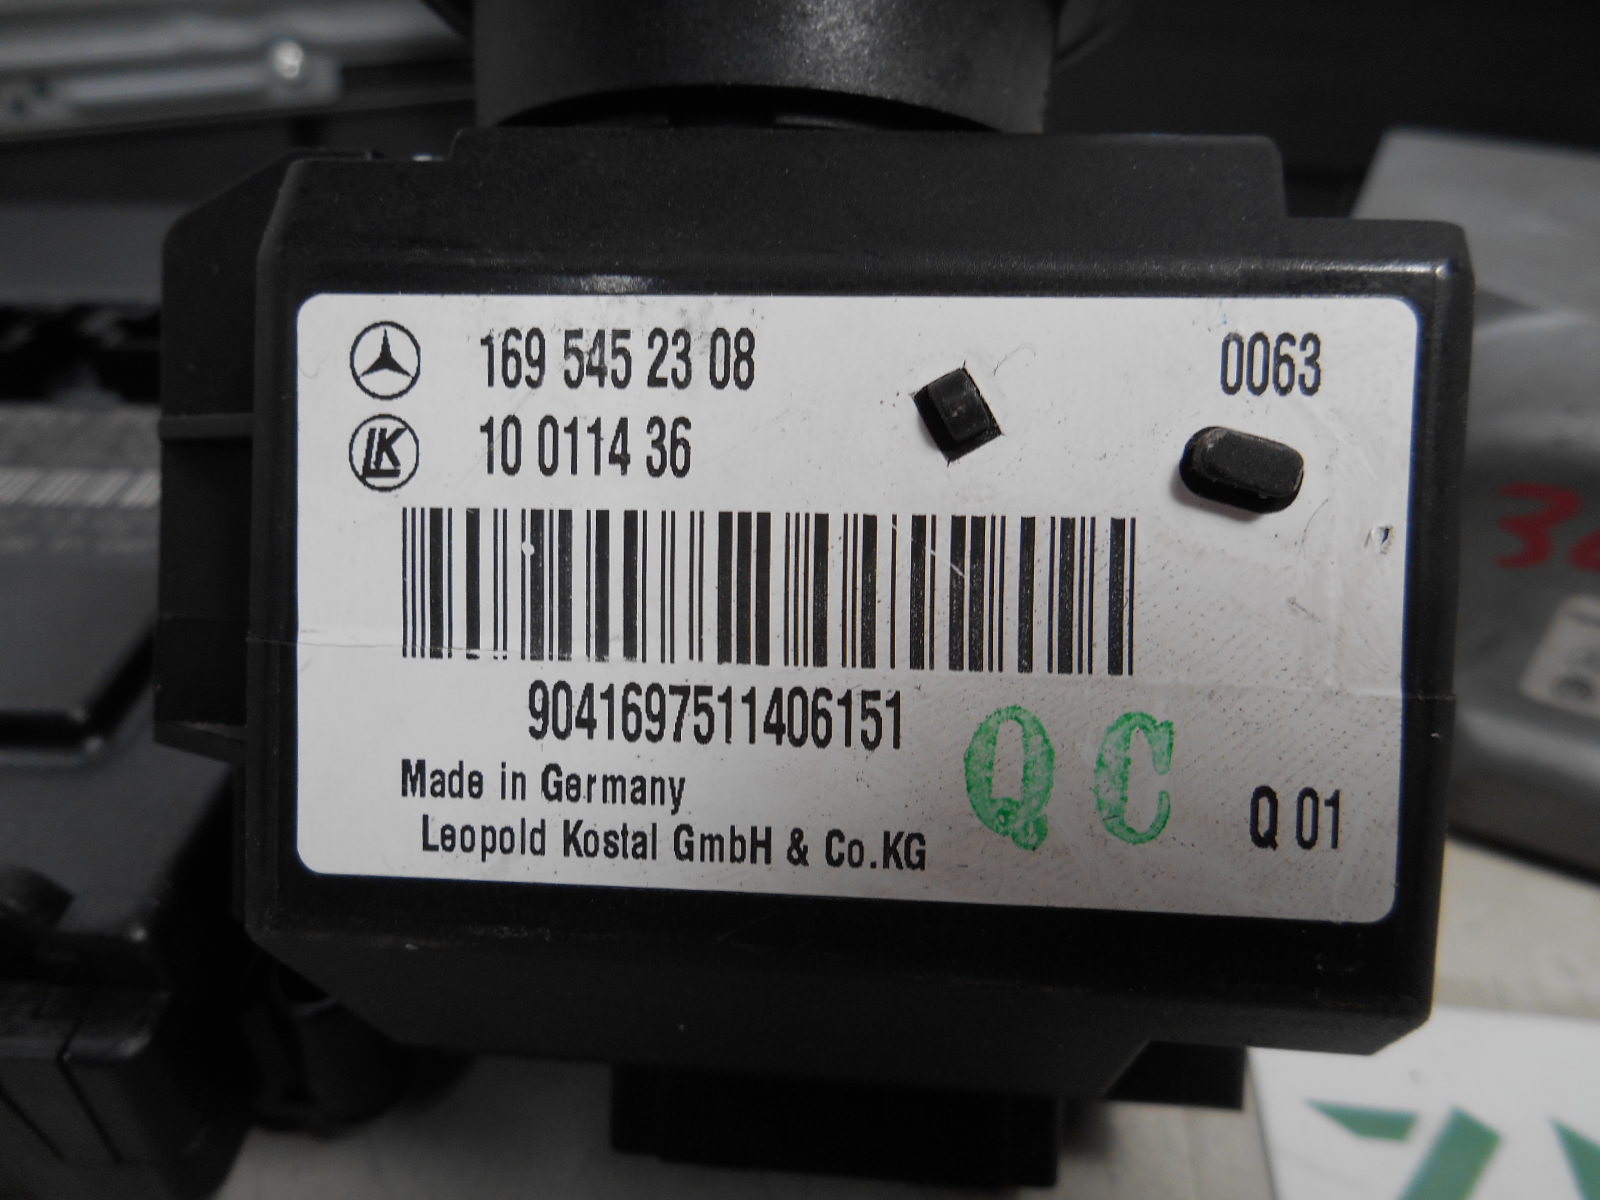 169 545 23 08
0063
LK
10 0114 36
9041697511406151
Made in Germany
QC
Q 01
Leopold Kostal GmbH & Co.KG